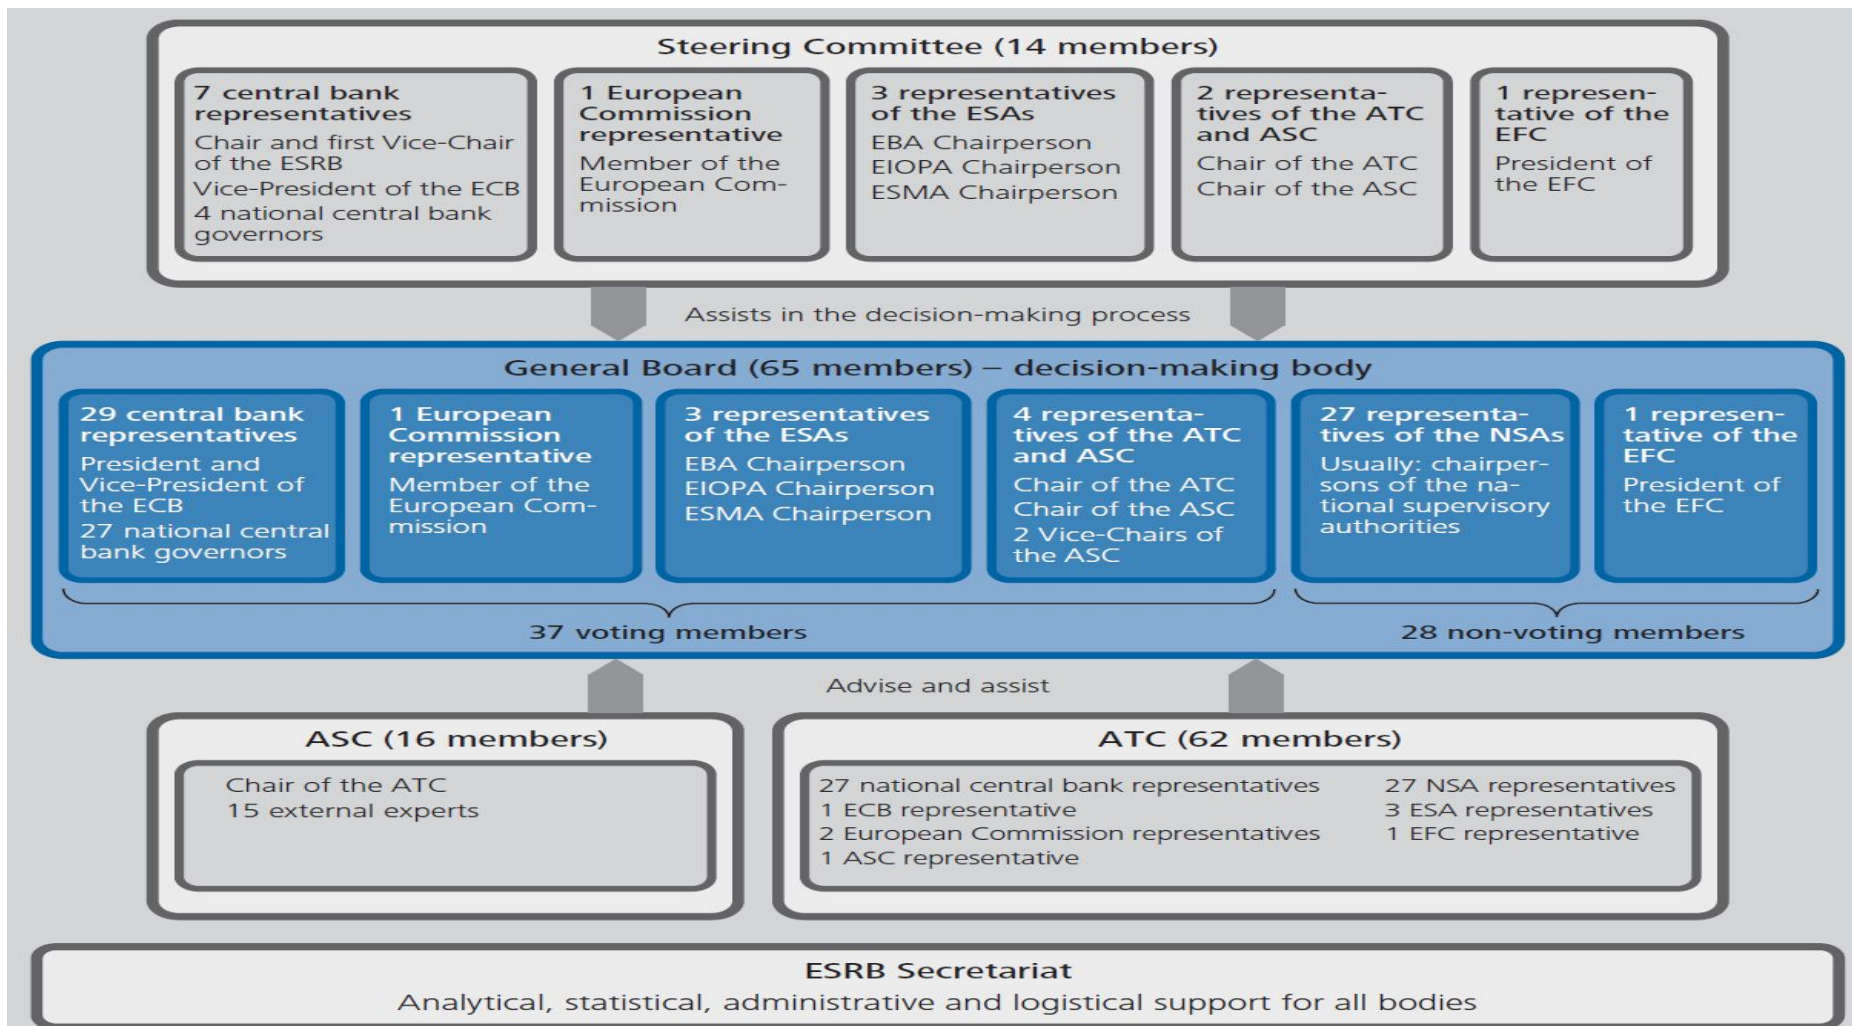 Steering Committee (14 members)
7 central bank
representatives
Chair and first Vice-Chair
of the ESRB
Vice-President of the ECB
4 national central bank
governors
1 European
Commission
representative
Member of the
European Com-
mission
3 representatives
of the ESAs
EBA Chairperson
EIOPA Chairperson
ESMA Chairperson
2 representa-
tives of the ATC
and ASC
Chair of the ATC
Chair of the ASC
1 represen-
tative of the
EFC
President of
the EFC
Assists in the decision-making process
General Board (65 members) – decision-making body
29 central bank
representatives
President and
Vice-President of
the ECB
27 national central
bank governors
1 European
Commission
representative
Member of the
European Com-
mission
3 representatives
of the ESAs
EBA Chairperson
EIOPA Chairperson
ESMA Chairperson
4 representa-
tives of the ATC
and ASC
Chair of the ATC
Chair of the ASC
2 Vice-Chairs of
the ASC
27 representa-
tives of the NSAs
Usually: chairper-
sons of the na-
tional supervisory
authorities
1 represen-
tative of the
EFC
President of
the EFC
37 voting members
28 non-voting members
Advise and assist
ASC (16 members)
Chair of the ATC
15 external experts
ATC (62 members)
27 national central bank representatives
1 ECB representative
2 European Commission representatives
1 ASC representative
27 NSA representatives
3 ESA representatives
1 EFC representative
ESRB Secretariat
Analytical, statistical, administrative and logistical support for all bodies